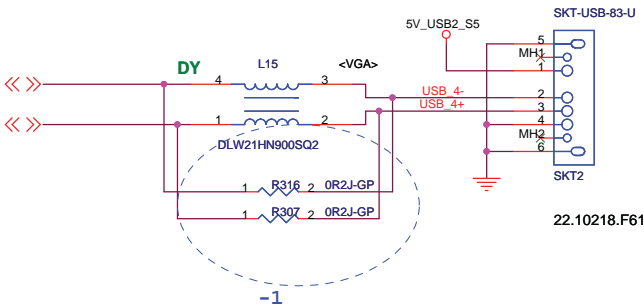 SKT-USB-83-U
5V_USB2_S5
5
MH1
1
DY
L15
<VGA>
4
3
USB_4-
2
USB_4+
3
1
2
4
MH2
DLW21HN900SQ2
6
SKT2
1
R316
2
0R2J-GP
1
R307
2
0R2J-GP
22.10218.F61
-1